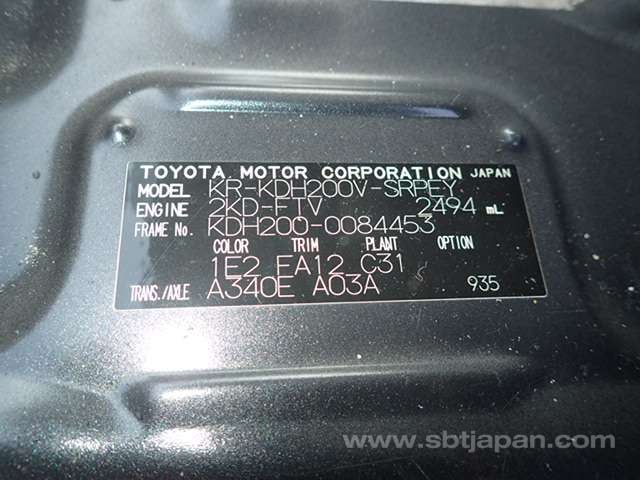 TOYOTA MOTOR CORPORATION JAPAN
MODEL KR-KDH200V-SRPEY
ENGINE 2KD-FTV 2494 mL
FRAME No. KDH200-0084453
COLOR TRIM PLANT OPTION
1E2 FA12 C31
TRANS./AXLE A340E A03A 935
www.sbtjapan.com